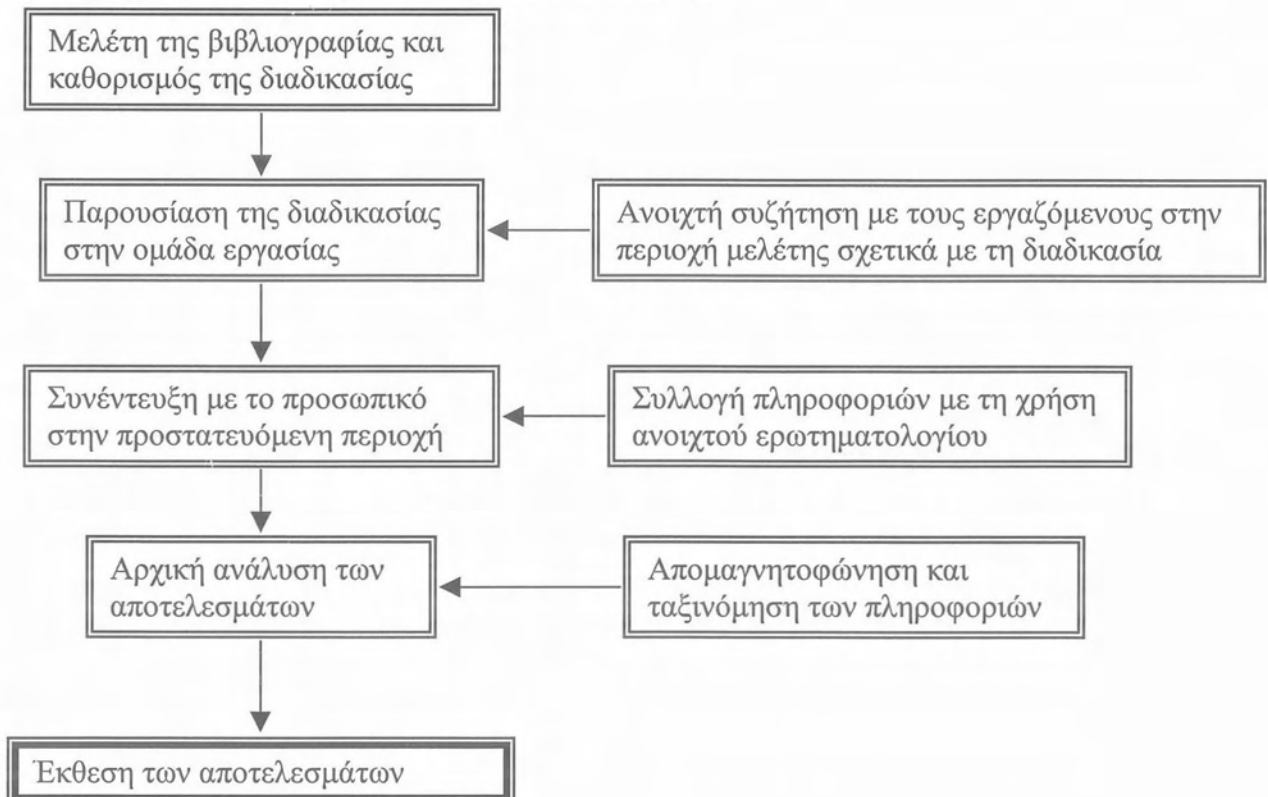 Μελέτη της βιβλιογραφίας και
καθορισμός της διαδικασίας
Παρουσίαση της διαδικασίας
στην ομάδα εργασίας
Ανοιχτή συζήτηση με τους εργαζόμενους στην
περιοχή μελέτης σχετικά με τη διαδικασία
Συνέντευξη με το προσωπικό
στην προστατευόμενη περιοχή
Συλλογή πληροφοριών με τη χρήση
ανοιχτού ερωτηματολογίου
Αρχική ανάλυση των
αποτελεσμάτων
Απομαγνητοφώνηση και
ταξινόμηση των πληροφοριών
Έκθεση των αποτελεσμάτων